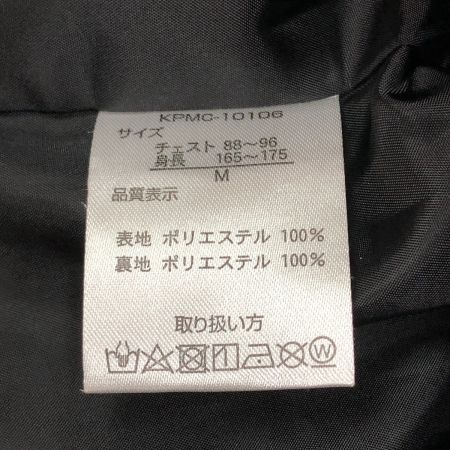 KPMC-10106
サイズ
チェスト 88～96
身長 165～175
M
品質表示
表地 ポリエステル 100%
裏地 ポリエステル 100%
取り扱い方
W